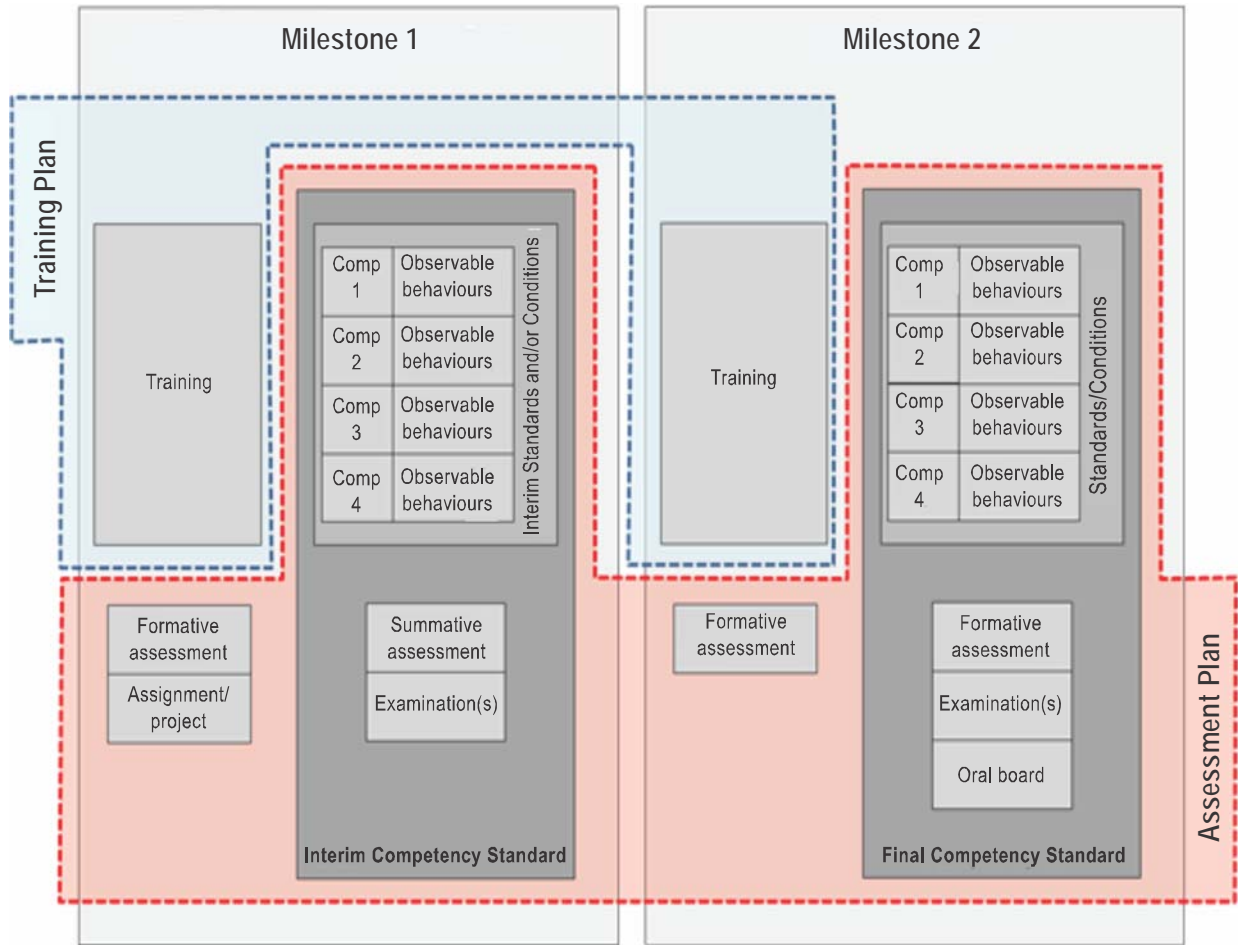 Milestone 1
Milestone 2
Training Plan
Training
Comp
1
Observable
behaviours
Comp
2
Observable
behaviours
Comp
3
Observable
behaviours
Comp
4
Observable
behaviours
Interim Standards and/or Conditions
Formative
assessment
Assignment/
project
Summative
assessment
Examination(s)
Interim Competency Standard
Training
Comp
1
Observable
behaviours
Comp
2
Observable
behaviours
Comp
3
Observable
behaviours
Comp
4
Observable
behaviours
Standards/Conditions
Formative
assessment
Formative
assessment
Examination(s)
Oral board
Final Competency Standard
Assessment Plan